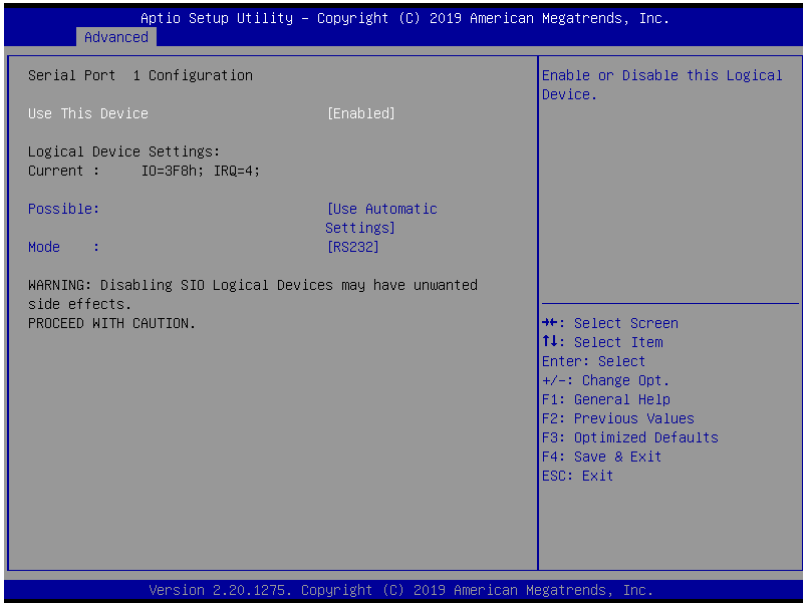 Aptio Setup Utility – Copyright (C) 2019 American Megatrends, Inc.
Advanced
Serial Port  1 Configuration
Use This Device [Enabled]
Logical Device Settings:
Current :     IO=3F8h; IRQ=4;
Possible: [Use Automatic
Settings]
Mode    : [RS232]
WARNING: Disabling SIO Logical Devices may have unwanted
side effects.
PROCEED WITH CAUTION.
Enable or Disable this Logical
Device.
→←: Select Screen
↑↓: Select Item
Enter: Select
+/-: Change Opt.
F1: General Help
F2: Previous Values
F3: Optimized Defaults
F4: Save & Exit
ESC: Exit
Version 2.20.1275. Copyright (C) 2019 American Megatrends, Inc.